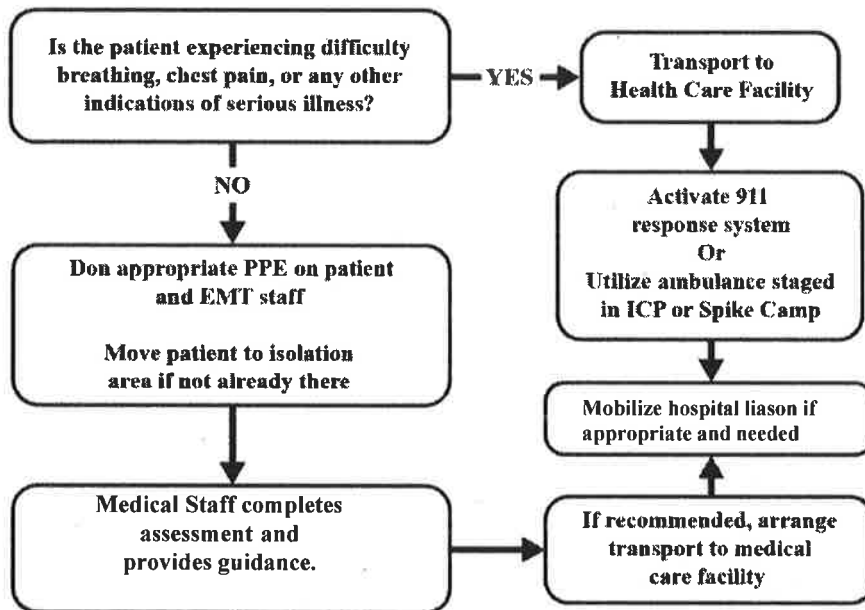 Is the patient experiencing difficulty
breathing, chest pain, or any other
indications of serious illness?
YES
Transport to
Health Care Facility
Activate 911
response system
Or
Utilize ambulance staged
in ICP or Spike Camp
NO
Don appropriate PPE on patient
and EMT staff
Move patient to isolation
area if not already there
Mobilize hospital liason if
appropriate and needed
Medical Staff completes
assessment and
provides guidance.
If recommended, arrange
transport to medical
care facility